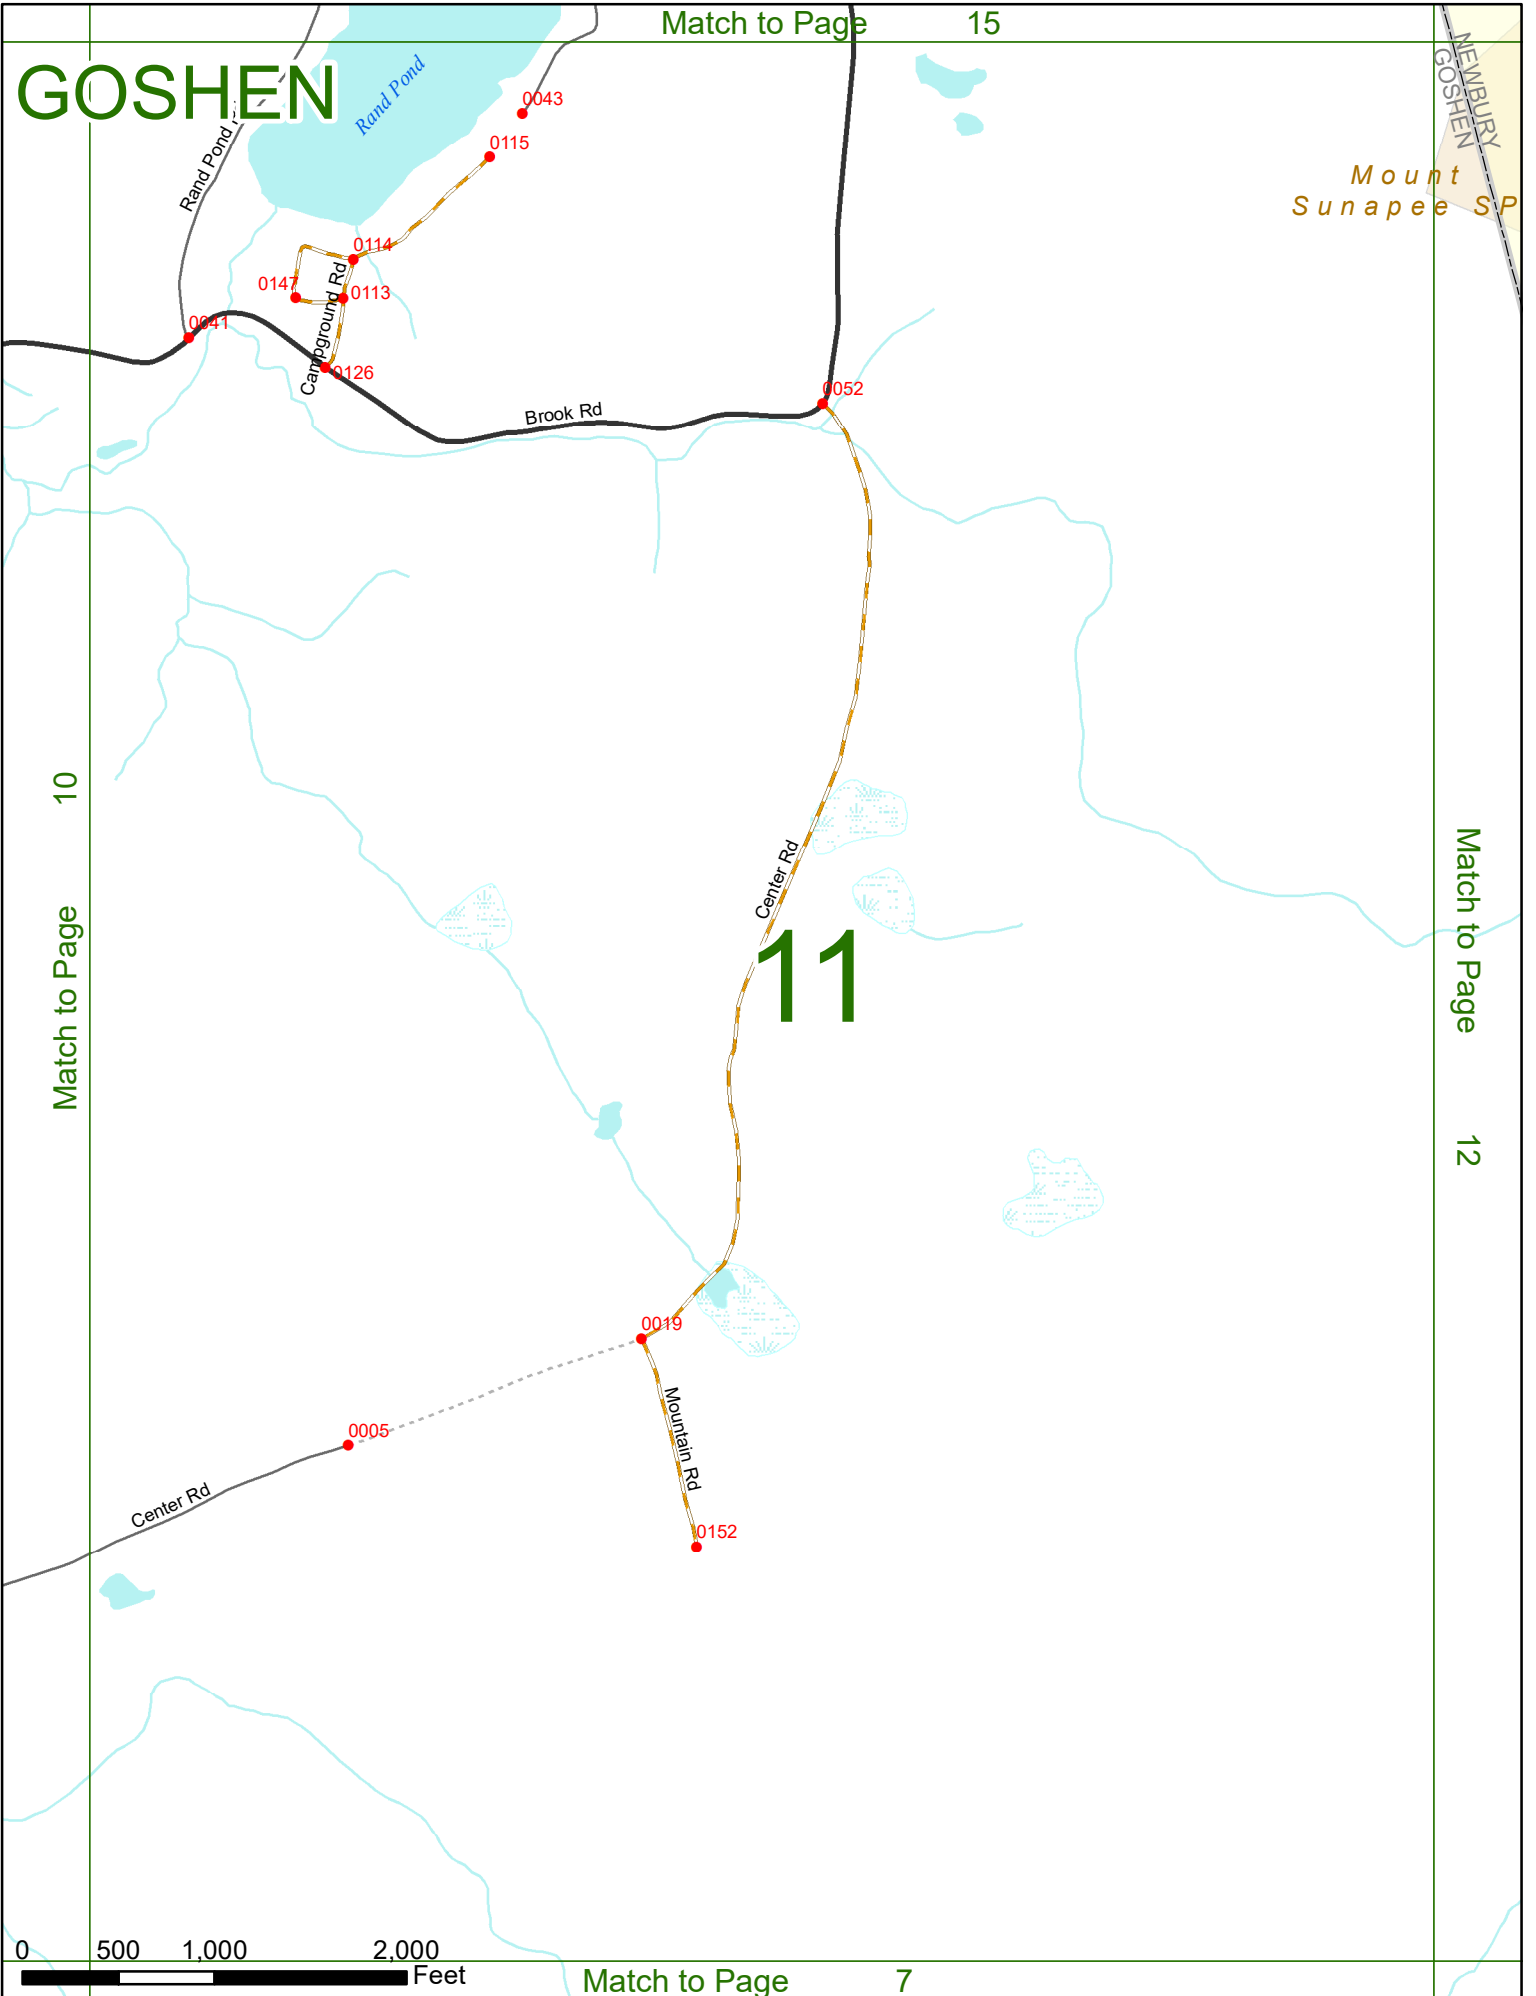 Match to Page 15
GOSHEN
Rand Pond
0043
0115
Rand Pond
NEWBURY
GOSHEN
Mount
Sunapee SP
0114
0147
0113
Campground Rd
0041
0126
0052
Brook Rd
Match to Page 10
Center Rd
11
Match to Page 12
0019
0005
Mountain Rd
Center Rd
0152
0 500 1,000 2,000
Feet
Match to Page 7